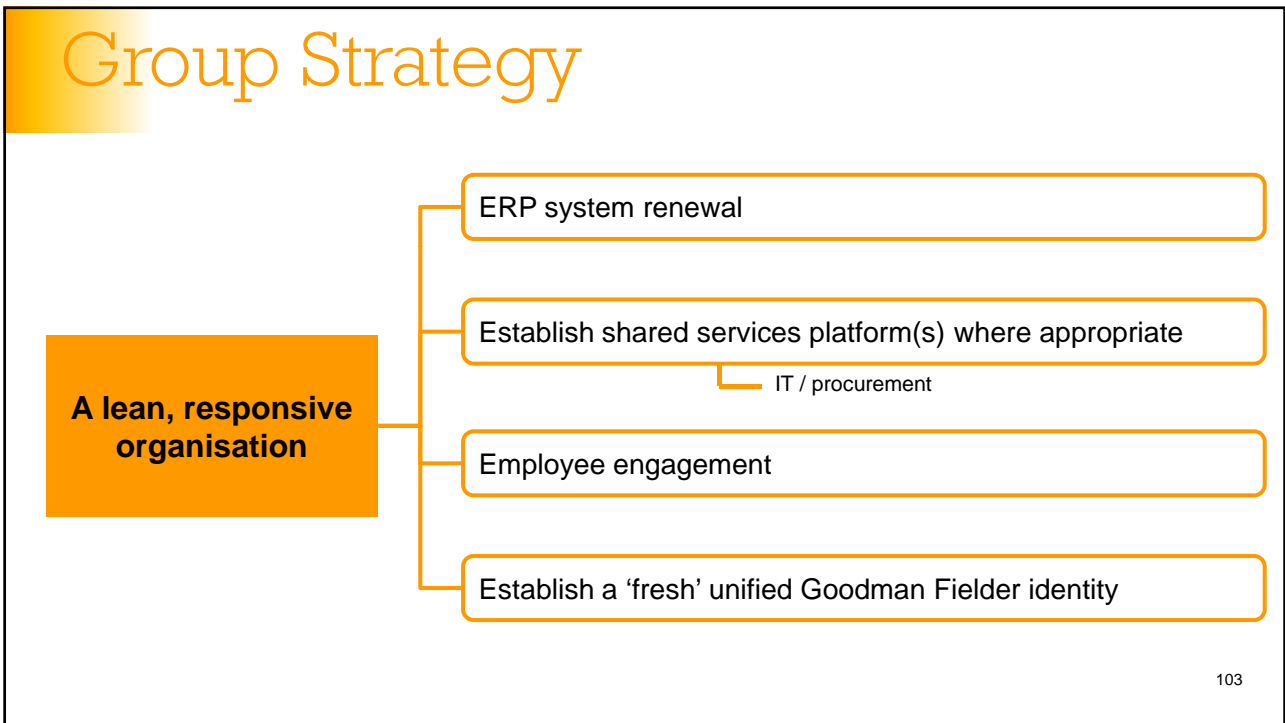 Group Strategy
ERP system renewal
Establish shared services platform(s) where appropriate
IT / procurement
A lean, responsive
organisation
Employee engagement
Establish a ‘fresh’ unified Goodman Fielder identity
103